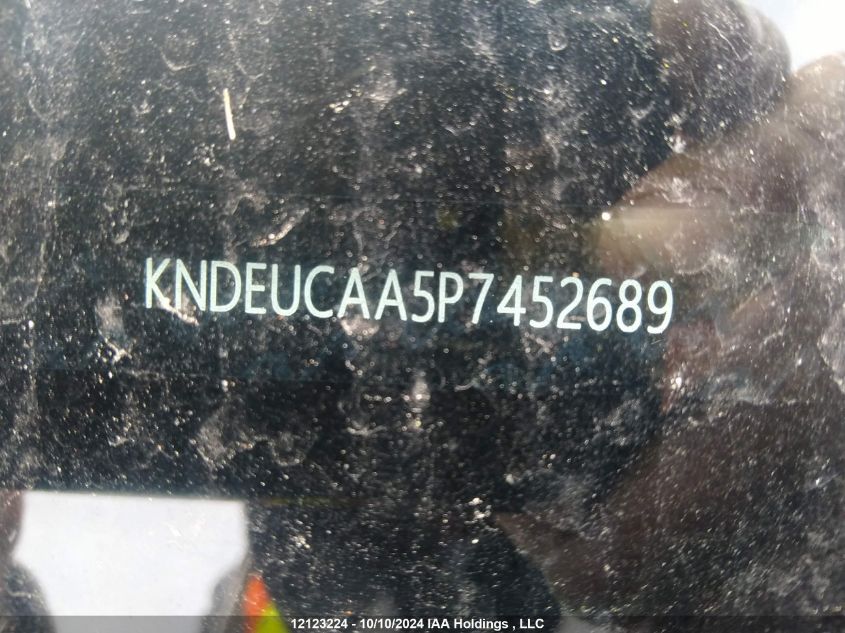 KNDEUCAA5P7452689
12123224 - 10/10/2024 IAA Holdings , LLC